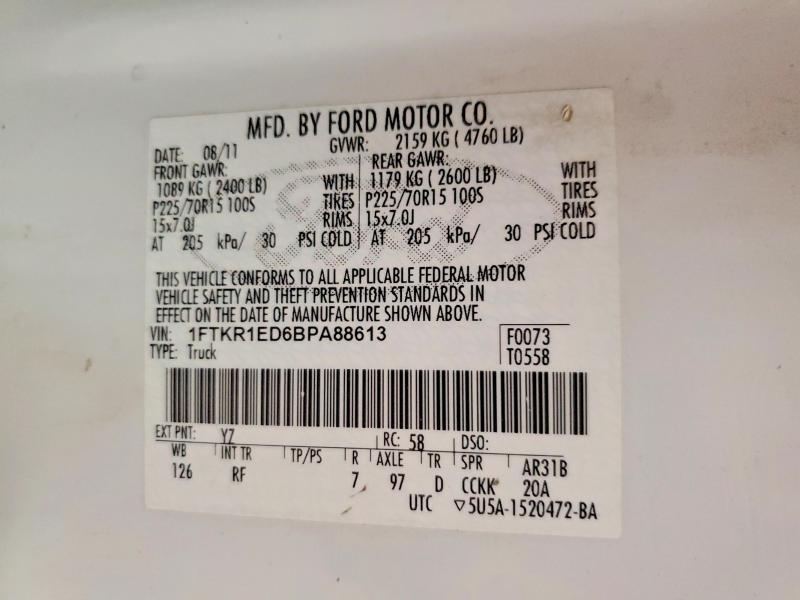 MFD. BY FORD MOTOR CO.
DATE: 08/11 GVWR: 2159 KG ( 4760 LB)
FRONT GAWR: REAR GAWR:
1089 KG ( 2400 LB) WITH 1179 KG ( 2600 LB) WITH
P225/70R15 100S TIRES P225/70R15 100S TIRES
15x7.0J RIMS 15x7.0J RIMS
AT 205 kPa/ 30 PSI COLD AT 205 kPa/ 30 PSI COLD
Ford
THIS VEHICLE CONFORMS TO ALL APPLICABLE FEDERAL MOTOR
VEHICLE SAFETY AND THEFT PREVENTION STANDARDS IN
EFFECT ON THE DATE OF MANUFACTURE SHOWN ABOVE.
VIN: 1FTKR1ED6BPA88613 F0073
TYPE: Truck T0558
EXT PNT: YZ RC: 58 DSO:
WB INT TR TP/PS R AXLE TR SPR AR31B
126 RF 7 97 D CCKK 20A
UTC ▽5U5A-1520472-BA